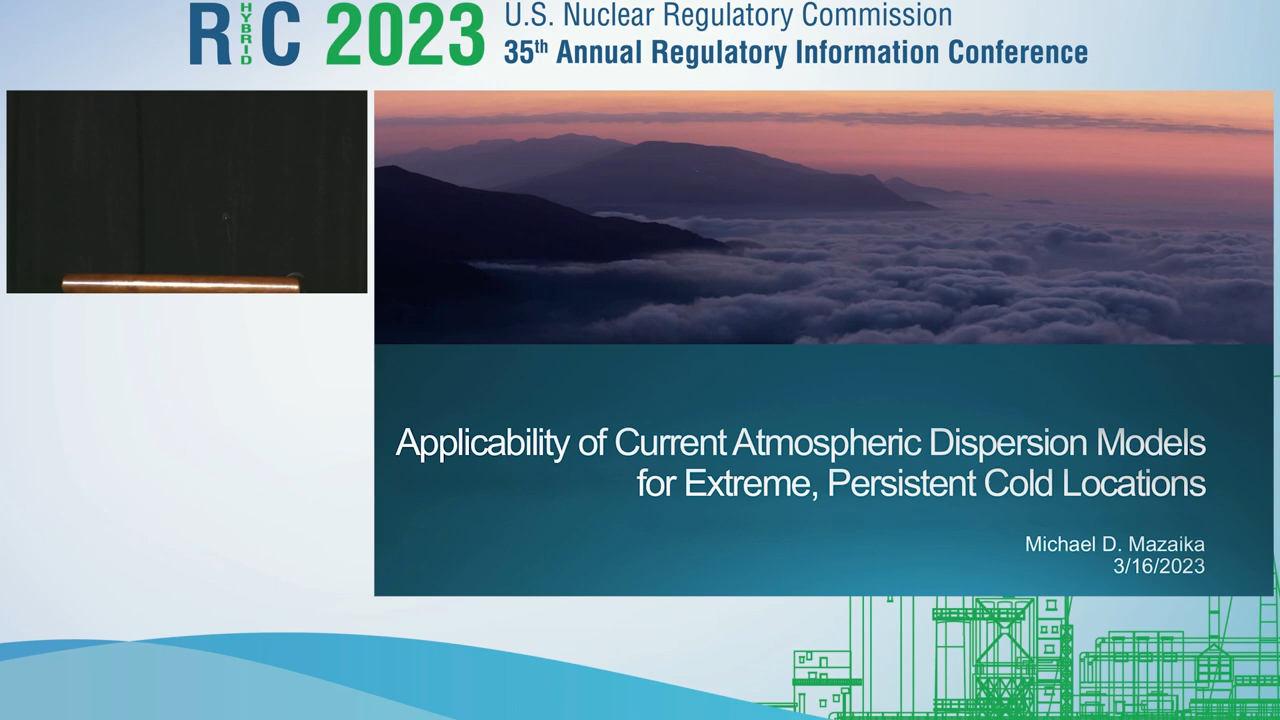 RIC 2023
HYBRID
U.S. Nuclear Regulatory Commission
35th Annual Regulatory Information Conference
Applicability of Current Atmospheric Dispersion Models
for Extreme, Persistent Cold Locations
Michael D. Mazaika
3/16/2023